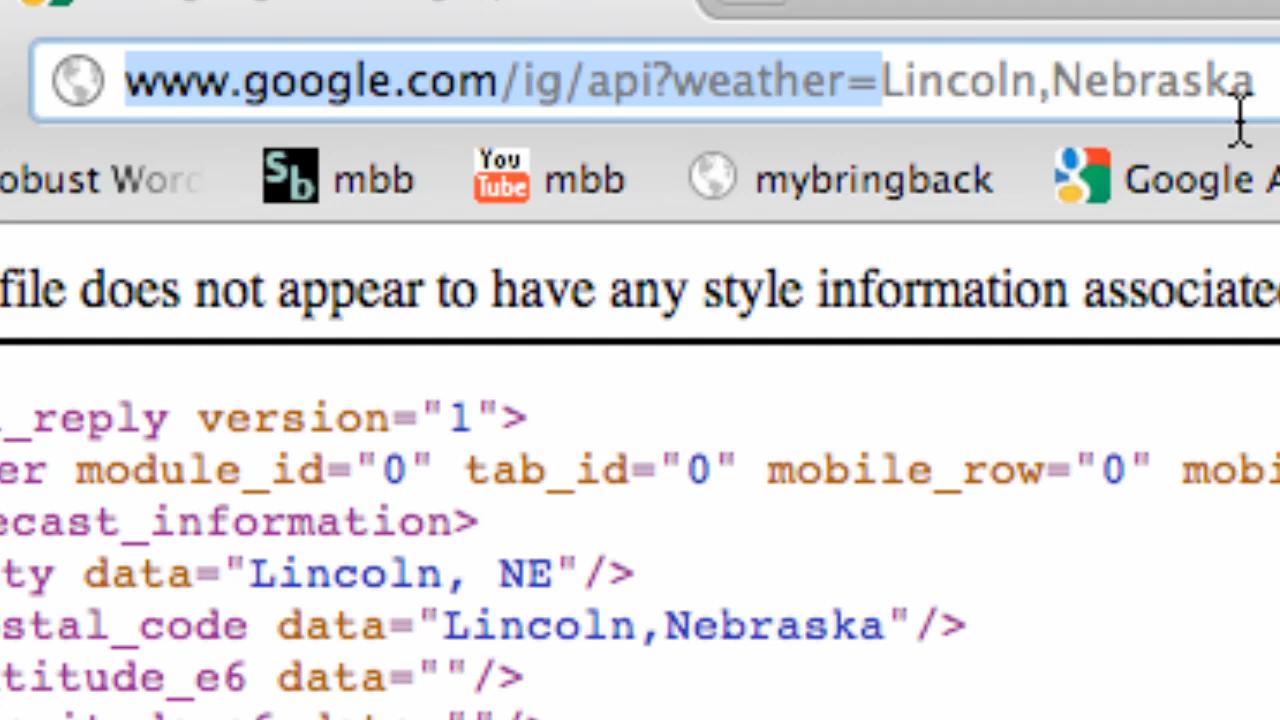 www.google.com/ig/api?weather=Lincoln,Nebraska
obust Word
Sb mbb
You Tube mbb
mybringback
Google A
file does not appear to have any style information associate
_reply version="1">
er module_id="0" tab_id="0" mobile_row="0" mobi
ecast_information>
ty data="Lincoln, NE"/>
stal_code data="Lincoln,Nebraska"/>
titude_e6 data=""/>